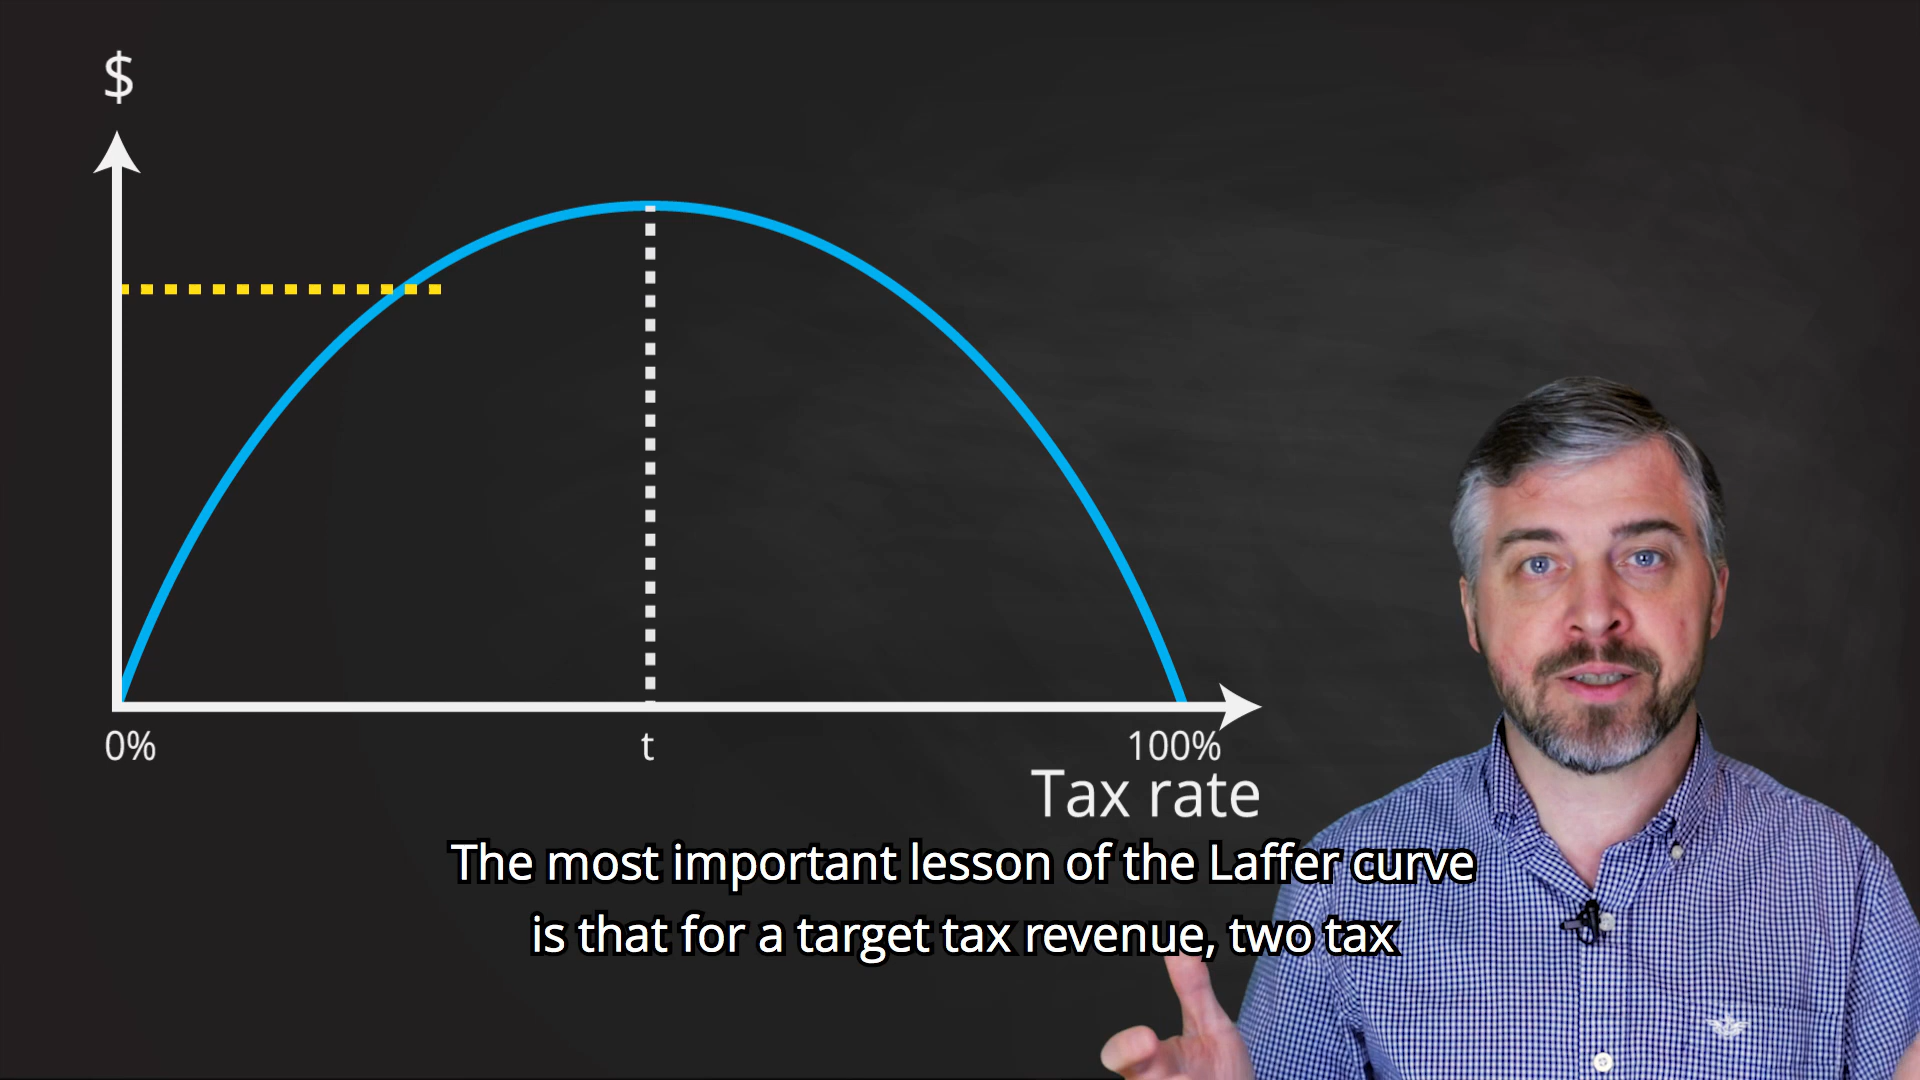 $
0%
t
100%
Tax rate
The most important lesson of the Laffer curve
is that for a target tax revenue, two tax